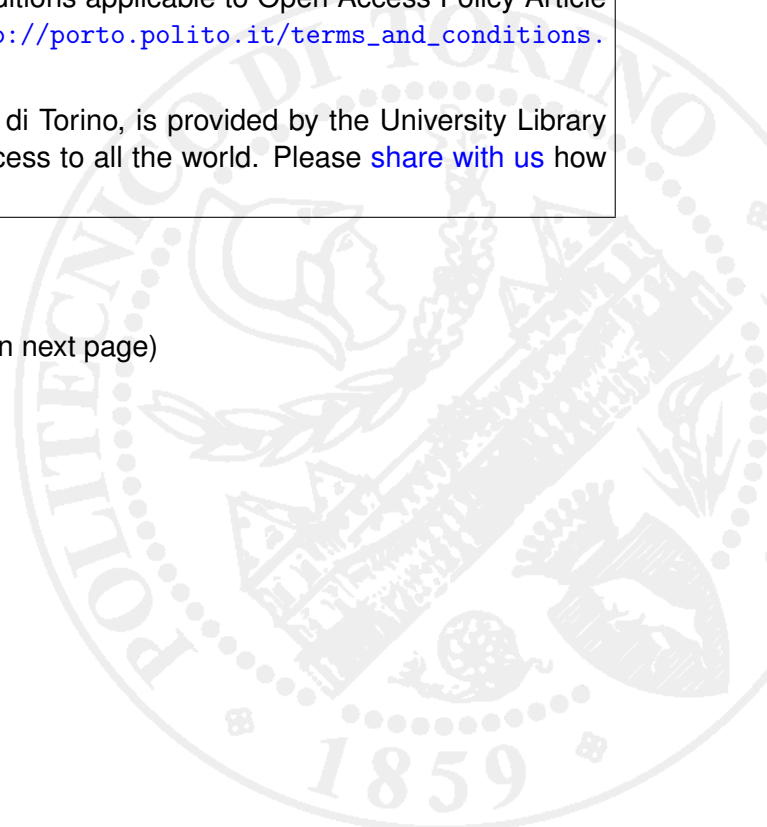 ditions applicable to Open Access Policy Article
://porto.polito.it/terms_and_conditions.
di Torino, is provided by the University Library
cess to all the world. Please share with us how
n next page)
POLITECNICO DI TORINO
1859